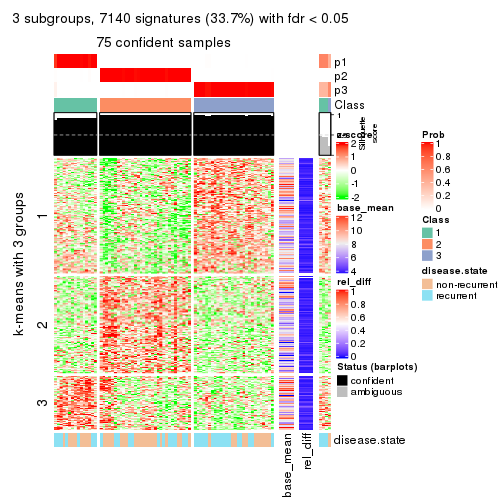 3 subgroups, 7140 signatures (33.7%) with fdr < 0.05
75 confident samples
p1
p2
p3
Class
1
Silhouette
score
k-means with 3 groups
1
2
3
z-score
2
1
0
-1
-2
base_mean
12
10
8
6
4
rel_diff
1
0.8
0.6
0.4
0.2
0
Status (barplots)
confident
ambiguous
Prob
1
0.8
0.6
0.4
0.2
0
Class
1
2
3
disease.state
non-recurrent
recurrent
disease.state
base_mean
rel_diff